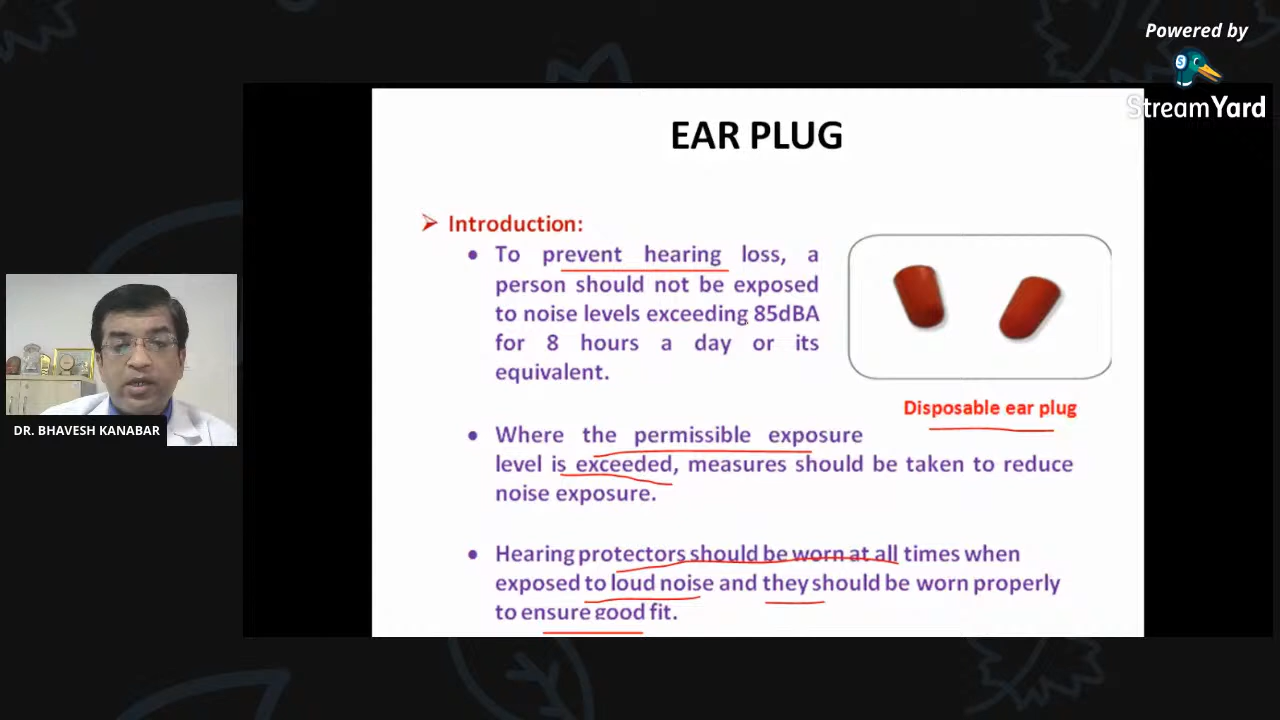 Powered by
StreamYard
EAR PLUG
Introduction:
To prevent hearing loss, a
person should not be exposed
to noise levels exceeding 85dBA
for 8 hours a day or its
equivalent.
Disposable ear plug
Where the permissible exposure
level is exceeded, measures should be taken to reduce
noise exposure.
Hearing protectors should be worn at all times when
exposed to loud noise and they should be worn properly
to ensure good fit.
DR. BHAVESH KANABAR